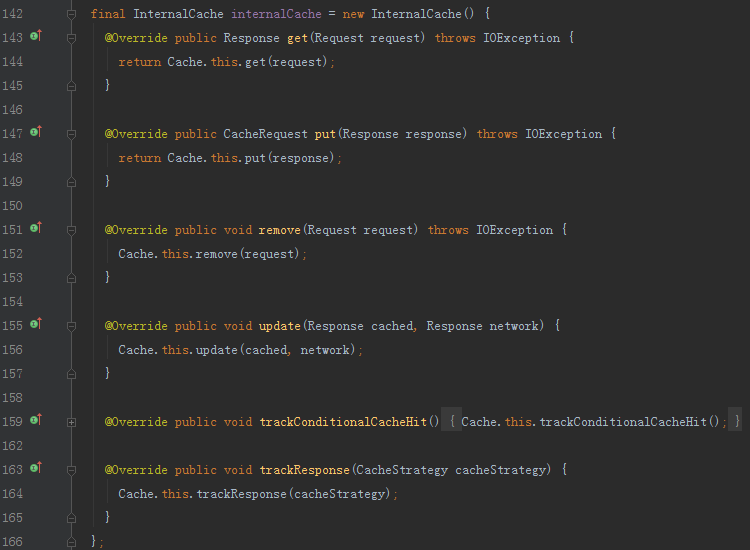 142 final InternalCache internalCache = new InternalCache() {
143 @Override public Response get(Request request) throws IOException {
144 return Cache.this.get(request);
145 }
146
147 @Override public CacheRequest put(Response response) throws IOException {
148 return Cache.this.put(response);
149 }
150
151 @Override public void remove(Request request) throws IOException {
152 Cache.this.remove(request);
153 }
154
155 @Override public void update(Response cached, Response network) {
156 Cache.this.update(cached, network);
157 }
158
159 @Override public void trackConditionalCacheHit() { Cache.this.trackConditionalCacheHit(); }
162
163 @Override public void trackResponse(CacheStrategy cacheStrategy) {
164 Cache.this.trackResponse(cacheStrategy);
165 }
166 };